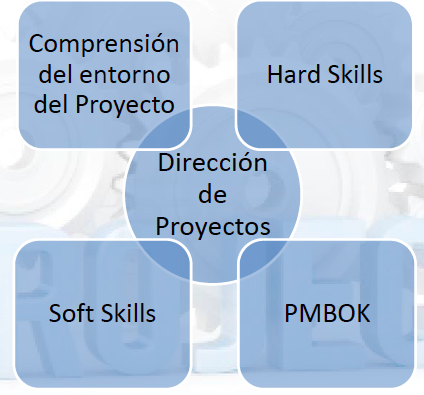 Comprensión
del entorno
del Proyecto
Hard Skills
Dirección
de
Proyectos
Soft Skills
PMBOK